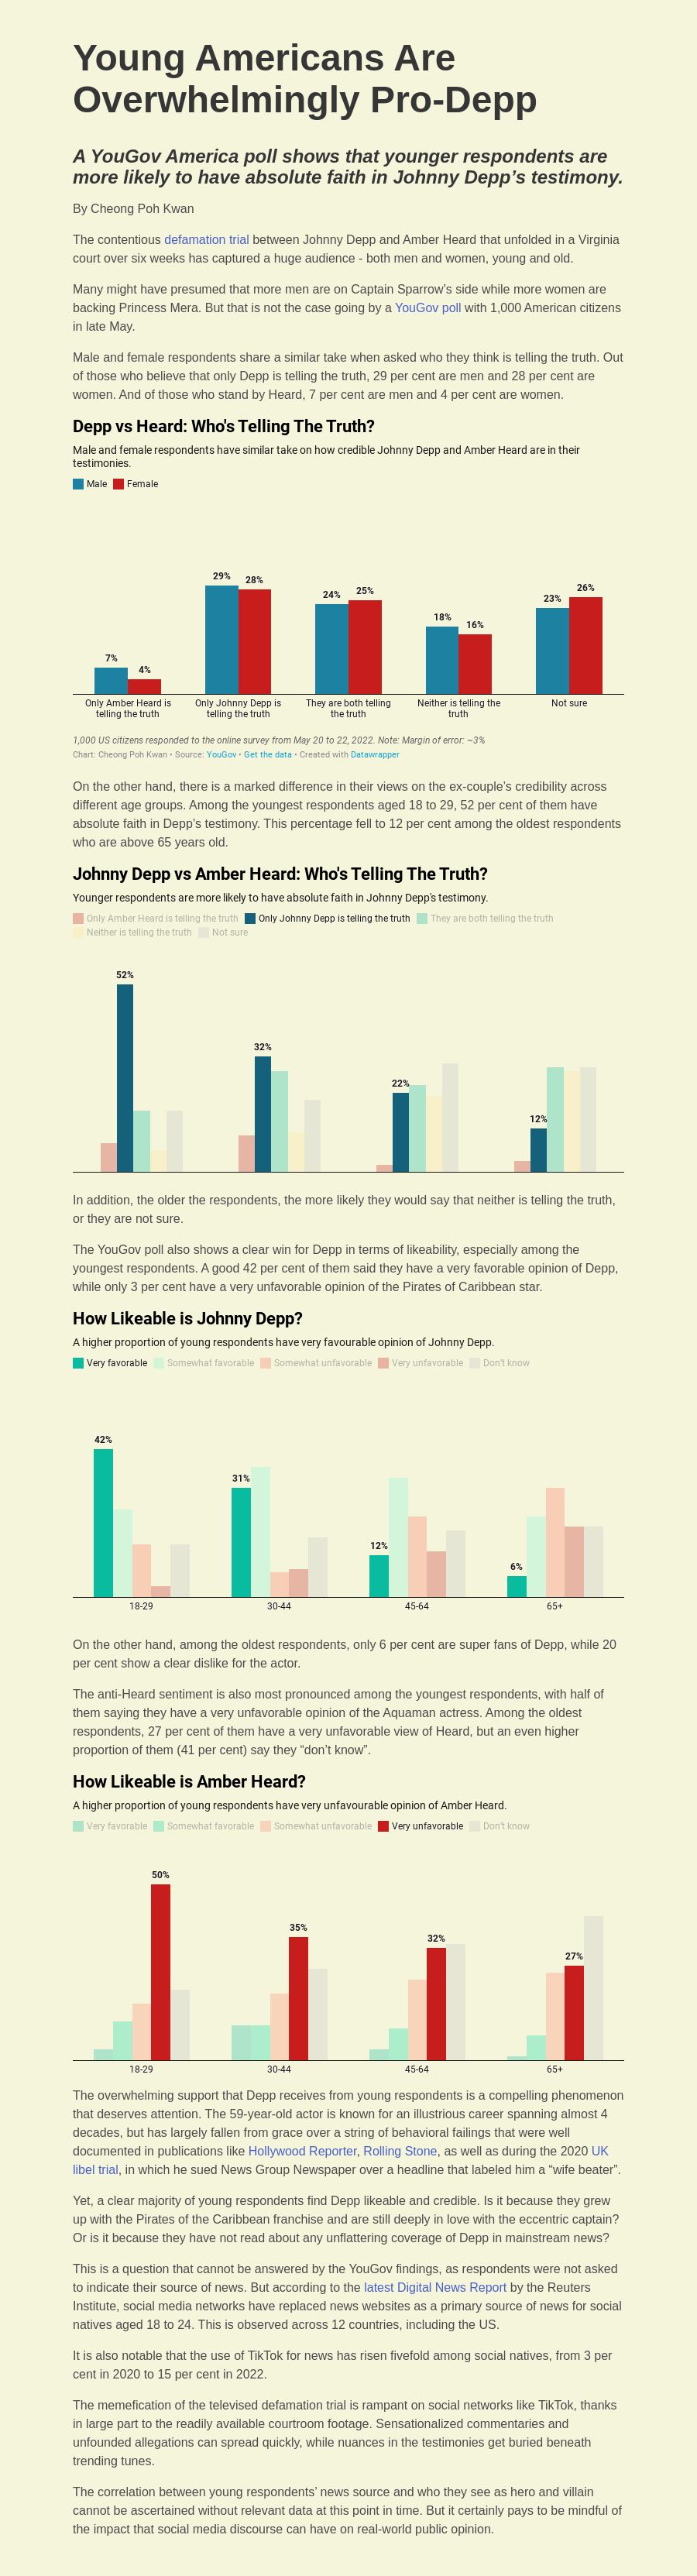 Young Americans Are
Overwhelmingly Pro-Depp
A YouGov America poll shows that younger respondents are
more likely to have absolute faith in Johnny Depp’s testimony.
By Cheong Poh Kwan
The contentious defamation trial between Johnny Depp and Amber Heard that unfolded in a Virginia
court over six weeks has captured a huge audience - both men and women, young and old.
Many might have presumed that more men are on Captain Sparrow’s side while more women are
backing Princess Mera. But that is not the case going by a YouGov poll with 1,000 American citizens
in late May.
Male and female respondents share a similar take when asked who they think is telling the truth. Out
of those who believe that only Depp is telling the truth, 29 per cent are men and 28 per cent are
women. And of those who stand by Heard, 7 per cent are men and 4 per cent are women.
Depp vs Heard: Who's Telling The Truth?
Male and female respondents have similar take on how credible Johnny Depp and Amber Heard are in their
testimonies.
Male Female
7% 4% 29% 28% 24% 25% 18% 16% 23% 26%
Only Amber Heard is Only Johnny Depp is They are both telling Neither is telling the Not sure
telling the truth telling the truth the truth truth
1,000 US citizens responded to the online survey from May 20 to 22, 2022. Note: Margin of error: ~3%
Chart: Cheong Poh Kwan • Source: YouGov • Get the data • Created with Datawrapper
On the other hand, there is a marked difference in their views on the ex-couple’s credibility across
different age groups. Among the youngest respondents aged 18 to 29, 52 per cent of them have
absolute faith in Depp’s testimony. This percentage fell to 12 per cent among the oldest respondents
who are above 65 years old.
Johnny Depp vs Amber Heard: Who's Telling The Truth?
Younger respondents are more likely to have absolute faith in Johnny Depp's testimony.
Only Amber Heard is telling the truth Only Johnny Depp is telling the truth They are both telling the truth
Neither is telling the truth Not sure
52% 32% 22% 12%
In addition, the older the respondents, the more likely they would say that neither is telling the truth,
or they are not sure.
The YouGov poll also shows a clear win for Depp in terms of likeability, especially among the
youngest respondents. A good 42 per cent of them said they have a very favorable opinion of Depp,
while only 3 per cent have a very unfavorable opinion of the Pirates of Caribbean star.
How Likeable is Johnny Depp?
A higher proportion of young respondents have very favourable opinion of Johnny Depp.
Very favorable Somewhat favorable Somewhat unfavorable Very unfavorable Don't know
42% 31% 12% 6%
18-29 30-44 45-64 65+
On the other hand, among the oldest respondents, only 6 per cent are super fans of Depp, while 20
per cent show a clear dislike for the actor.
The anti-Heard sentiment is also most pronounced among the youngest respondents, with half of
them saying they have a very unfavorable opinion of the Aquaman actress. Among the oldest
respondents, 27 per cent of them have a very unfavorable view of Heard, but an even higher
proportion of them (41 per cent) say they “don’t know”.
How Likeable is Amber Heard?
A higher proportion of young respondents have very unfavourable opinion of Amber Heard.
Very favorable Somewhat favorable Somewhat unfavorable Very unfavorable Don't know
50% 35% 32% 27%
18-29 30-44 45-64 65+
The overwhelming support that Depp receives from young respondents is a compelling phenomenon
that deserves attention. The 59-year-old actor is known for an illustrious career spanning almost 4
decades, but has largely fallen from grace over a string of behavioral failings that were well
documented in publications like Hollywood Reporter, Rolling Stone, as well as during the 2020 UK
libel trial, in which he sued News Group Newspaper over a headline that labeled him a “wife beater”.
Yet, a clear majority of young respondents find Depp likeable and credible. Is it because they grew
up with the Pirates of the Caribbean franchise and are still deeply in love with the eccentric captain?
Or is it because they have not read about any unflattering coverage of Depp in mainstream news?
This is a question that cannot be answered by the YouGov findings, as respondents were not asked
to indicate their source of news. But according to the latest Digital News Report by the Reuters
Institute, social media networks have replaced news websites as a primary source of news for social
natives aged 18 to 24. This is observed across 12 countries, including the US.
It is also notable that the use of TikTok for news has risen fivefold among social natives, from 3 per
cent in 2020 to 15 per cent in 2022.
The memefication of the televised defamation trial is rampant on social networks like TikTok, thanks
in large part to the readily available courtroom footage. Sensationalized commentaries and
unfounded allegations can spread quickly, while nuances in the testimonies get buried beneath
trending tunes.
The correlation between young respondents’ news source and who they see as hero and villain
cannot be ascertained without relevant data at this point in time. But it certainly pays to be mindful of
the impact that social media discourse can have on real-world public opinion.